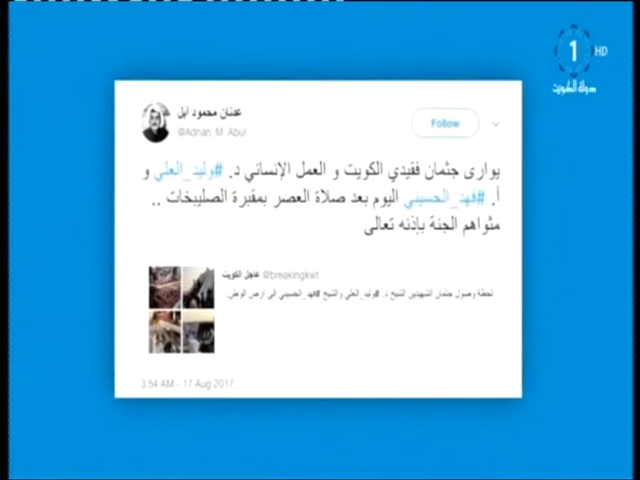 1 HD
دولة الكويت
عدنان محمود ابل
@Adnan_M_Abul
Follow
يوارى جثمان فقيدي الكويت و العمل الإنساني د. #وليد_العلي و
أ. #فهد_الحسيني اليوم بعد صلاة العصر بمقبرة الصليبخات ..
مثواهم الجنة بإذنه تعالى
عاجل الكويت @breakingkwt
لحظة وصول جثمان الشهيدين الشيخ د. #وليد_العلي والشيخ #فهد_الحسيني الى ارض الوطن.
3:54 AM - 17 Aug 2017